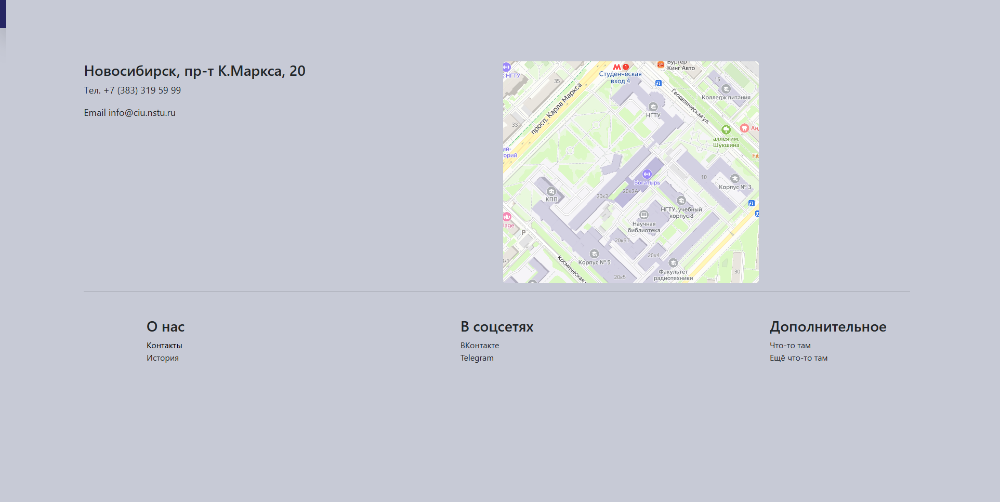 Новосибирск, пр-т К.Маркса, 20
Тел. +7 (383) 319 59 99
Email info@ciu.nstu.ru
Бургер
Кинг Авто
1
Студенческая
вход 4
К НГТУ
35
15
Колледж питания
просп. Карла Маркса
Геодезическая ул.
НГТУ
33
аллея им.
Шукшина
Fit
орий
Богатырь
10
Корпус № 3
КПП
20к2
20к2А
НГТУ, учебный
корпус 8
lage
Научная
библиотека
P
20к5Т
20к4
Корпус № 5
4/1
Космическая
Факультет
радиотехники
30
20к5
О нас
Контакты
История
В соцсетях
ВКонтакте
Telegram
Дополнительное
Что-то там
Ещё что-то там